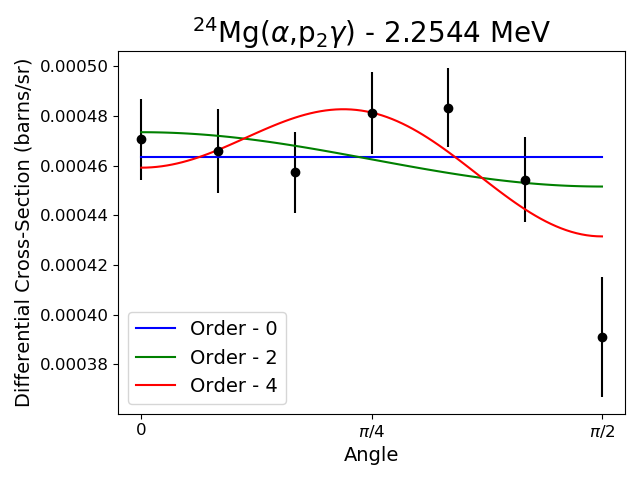 ²⁴Mg(α,p₂γ) - 2.2544 MeV
Differential Cross-Section (barns/sr)
0.00050
0.00048
0.00046
0.00044
0.00042
0.00040
0.00038
Order - 0
Order - 2
Order - 4
0 π/4 π/2
Angle